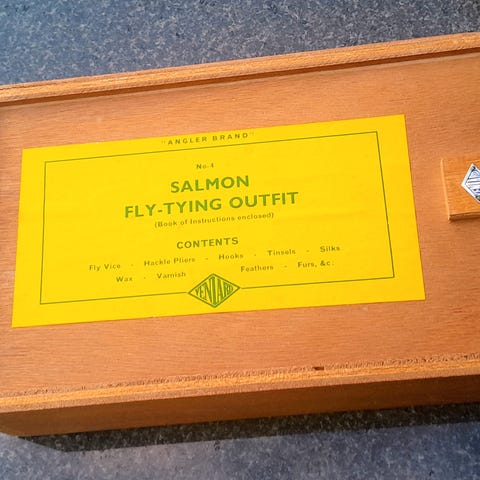 "ANGLER BRAND"
No. 4
SALMON
FLY-TYING OUTFIT
(Book of Instructions enclosed)
CONTENTS
Fly Vice - Hackle Pliers - Hooks - Tinsels - Silks
Wax - Varnish Feathers - Furs, &c.
VENIARD